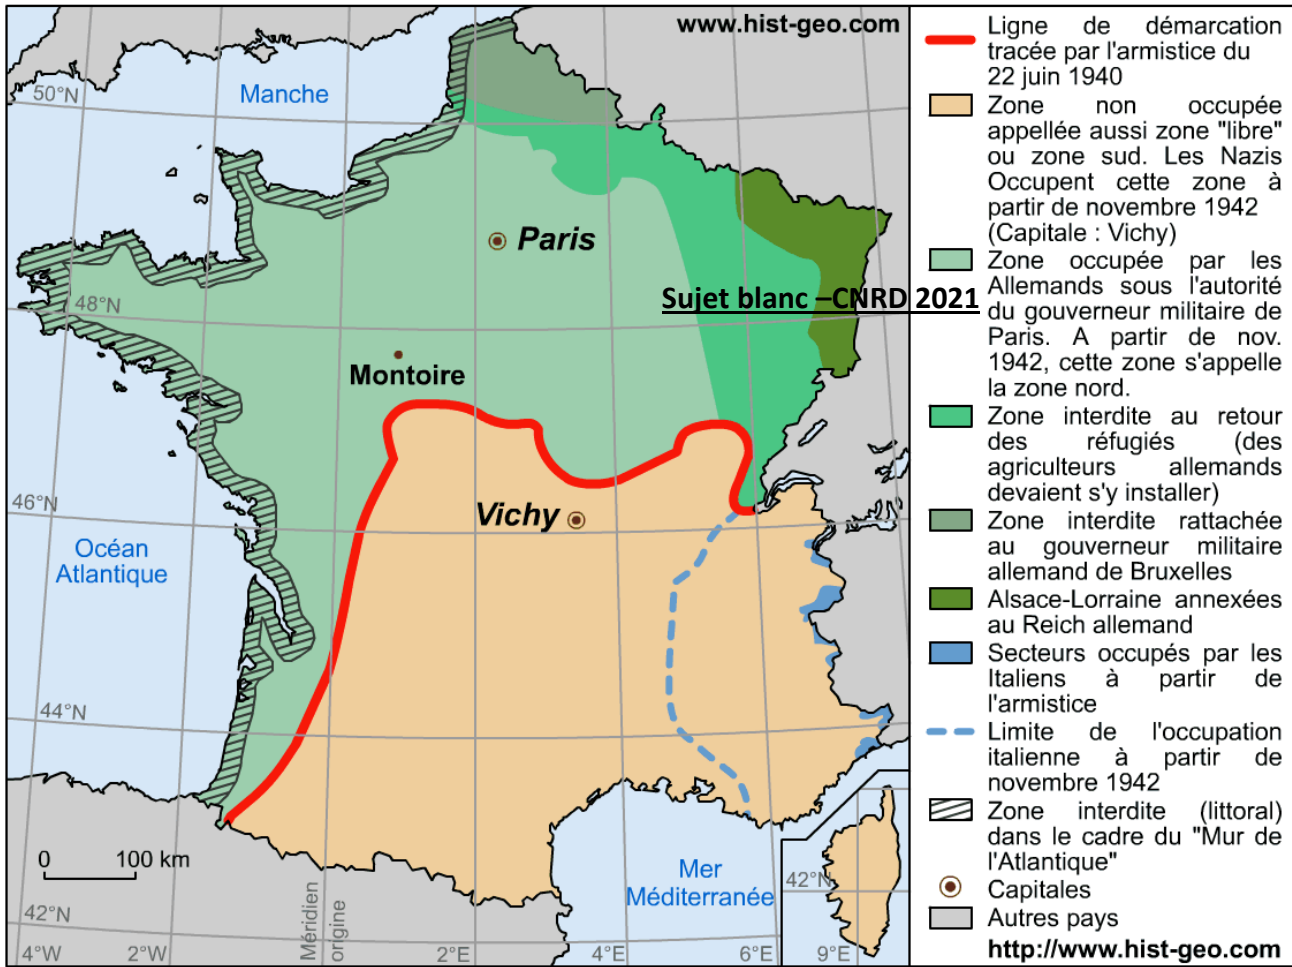 www.hist-geo.com
50°N
Manche
Paris
48°N
Sujet blanc –CNRD 2021
Montoire
46°N
Vichy
Océan
Atlantique
44°N
0 100 km
Mer
Méditerranée
42°N
42°N
Méridien
origine
4°W
2°W
2°E
4°E
6°E
9°E
Ligne de démarcation
tracée par l'armistice du
22 juin 1940
Zone non occupée
appellée aussi zone "libre"
ou zone sud. Les Nazis
Occupent cette zone à
partir de novembre 1942
(Capitale : Vichy)
Zone occupée par les
Allemands sous l'autorité
du gouverneur militaire de
Paris. A partir de nov.
1942, cette zone s'appelle
la zone nord.
Zone interdite au retour
des réfugiés (des
agriculteurs allemands
devaient s'y installer)
Zone interdite rattachée
au gouverneur militaire
allemand de Bruxelles
Alsace-Lorraine annexées
au Reich allemand
Secteurs occupés par les
Italiens à partir de
l'armistice
Limite de l'occupation
italienne à partir de
novembre 1942
Zone interdite (littoral)
dans le cadre du "Mur de
l'Atlantique"
Capitales
Autres pays
http://www.hist-geo.com